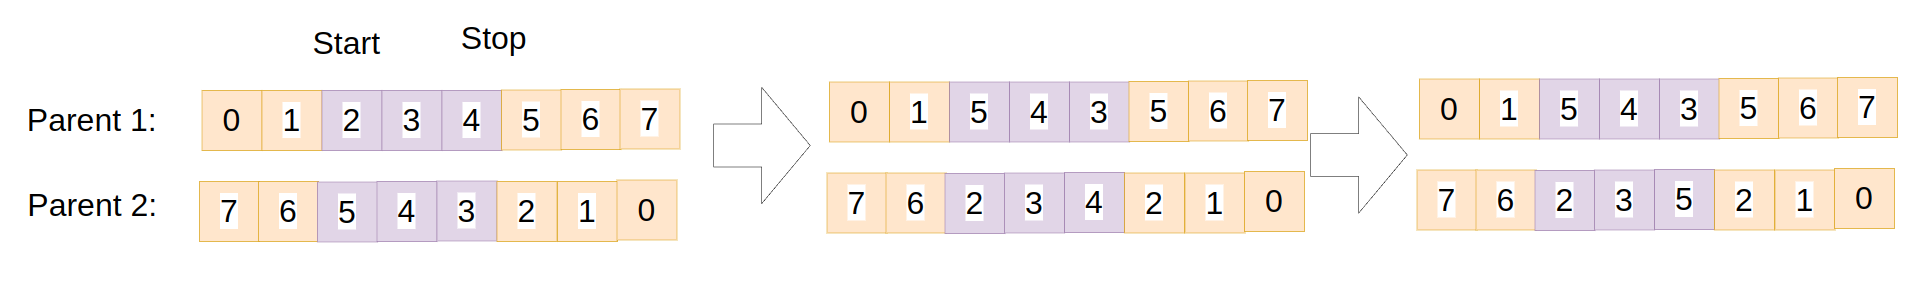 Start Stop
Parent 1: 0 1 2 3 4 5 6 7 0 1 5 4 3 5 6 7 0 1 5 4 3 5 6 7
Parent 2: 7 6 5 4 3 2 1 0 7 6 2 3 4 2 1 0 7 6 2 3 5 2 1 0